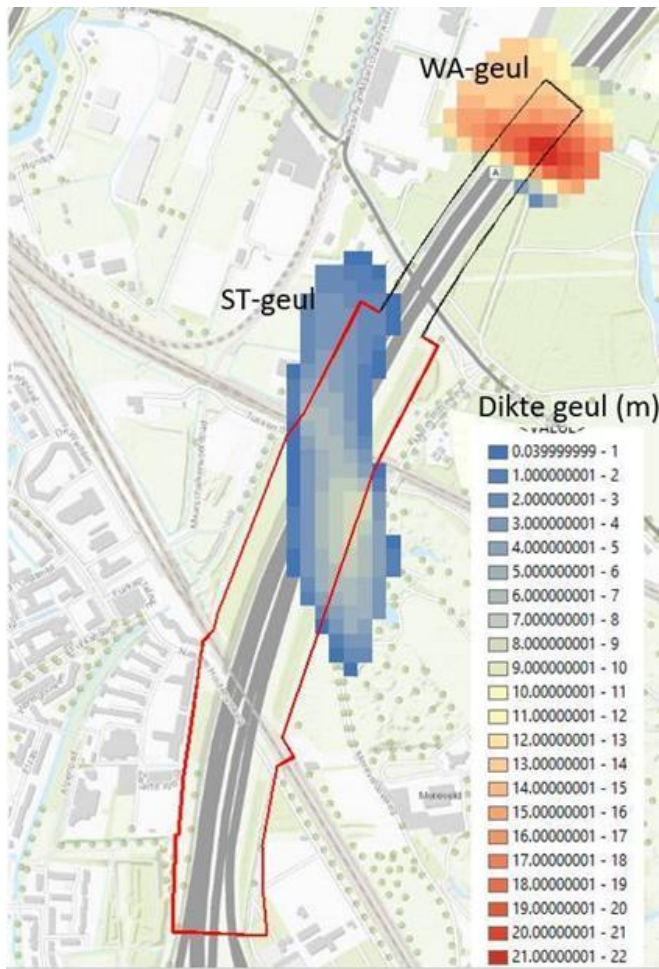 WA-geul
A
ST-geul
Dikte geul (m)
<VALUE>
0.039999999 - 1
1.000000001 - 2
2.000000001 - 3
3.000000001 - 4
4.000000001 - 5
5.000000001 - 6
6.000000001 - 7
7.000000001 - 8
8.000000001 - 9
9.000000001 - 10
10.00000001 - 11
11.00000001 - 12
12.00000001 - 13
13.00000001 - 14
14.00000001 - 15
15.00000001 - 16
16.00000001 - 17
17.00000001 - 18
18.00000001 - 19
19.00000001 - 20
20.00000001 - 21
21.00000001 - 22